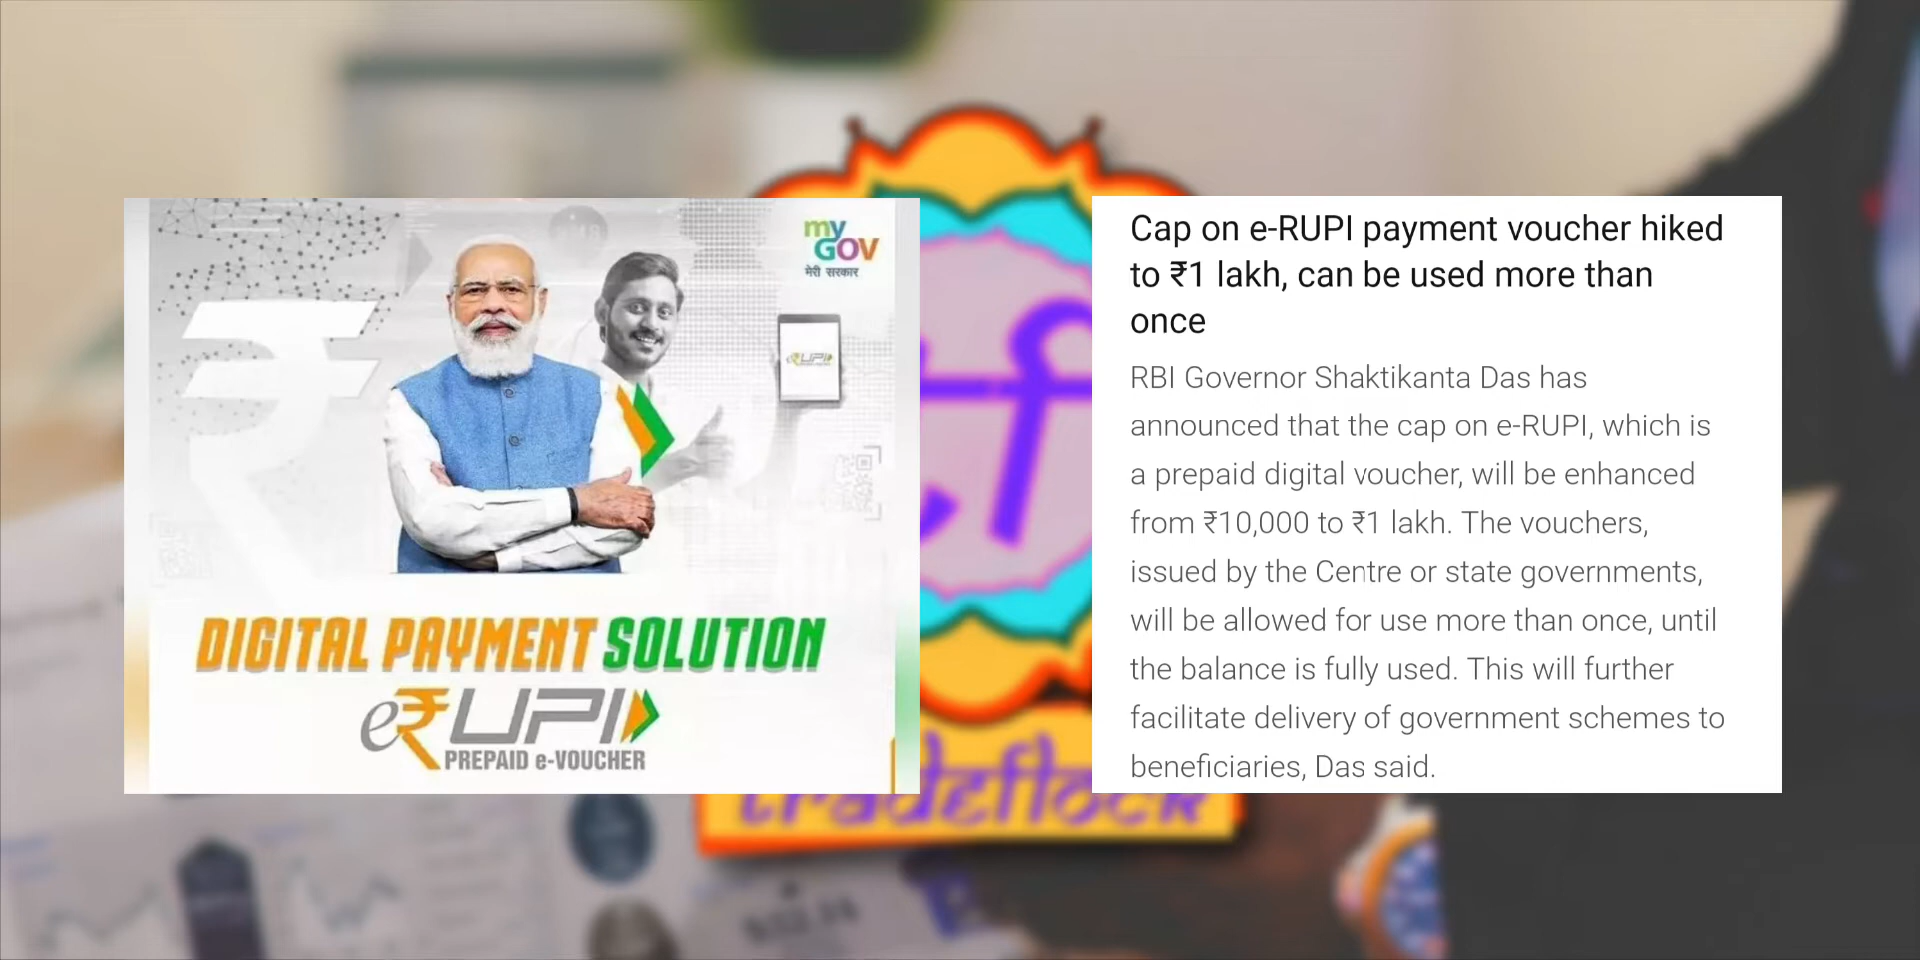 my
GOV
मेरी सरकार
e₹UPI
DIGITAL PAYMENT SOLUTION
e₹UPI
PREPAID e-VOUCHER
Cap on e-RUPI payment voucher hiked
to ₹1 lakh, can be used more than
once
RBI Governor Shaktikanta Das has
announced that the cap on e-RUPI, which is
a prepaid digital voucher, will be enhanced
from ₹10,000 to ₹1 lakh. The vouchers,
issued by the Centre or state governments,
will be allowed for use more than once, until
the balance is fully used. This will further
facilitate delivery of government schemes to
beneficiaries, Das said.
tradeflock